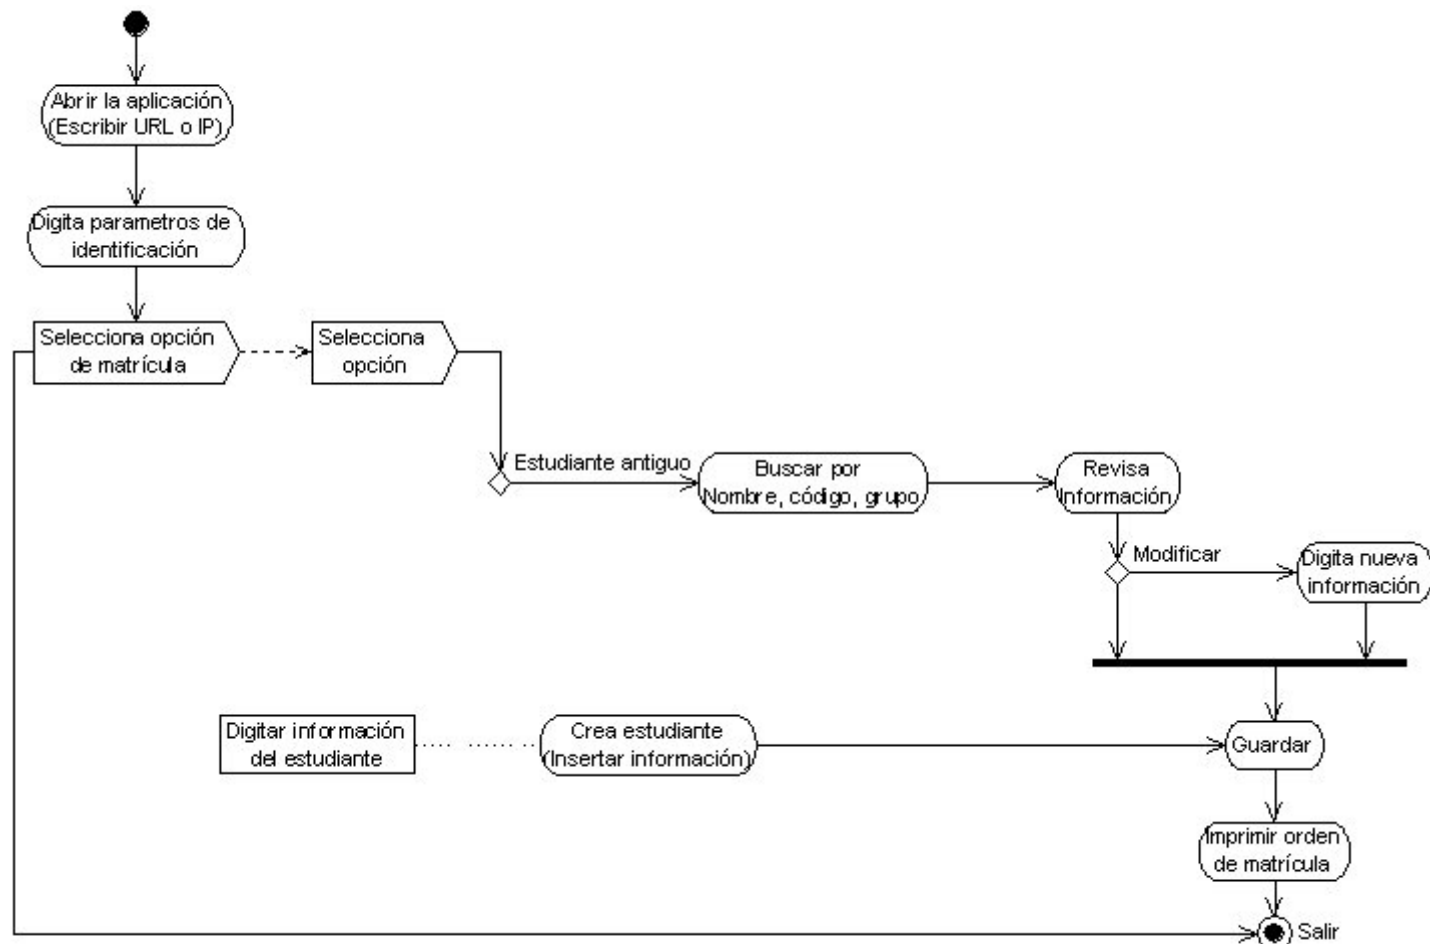 Abrir la aplicación
(Escribir URL o IP)
Digita parametros de
identificación
Selecciona opción
de matrícula
Selecciona
opción
Estudiante antiguo
Buscar por
Nombre, código, grupo
Revisa
Información
Modificar
Digita nueva
información
Digitar información
del estudiante
Crea estudiante
(Insertar información)
Guardar
Imprimir orden
de matrícula
Salir